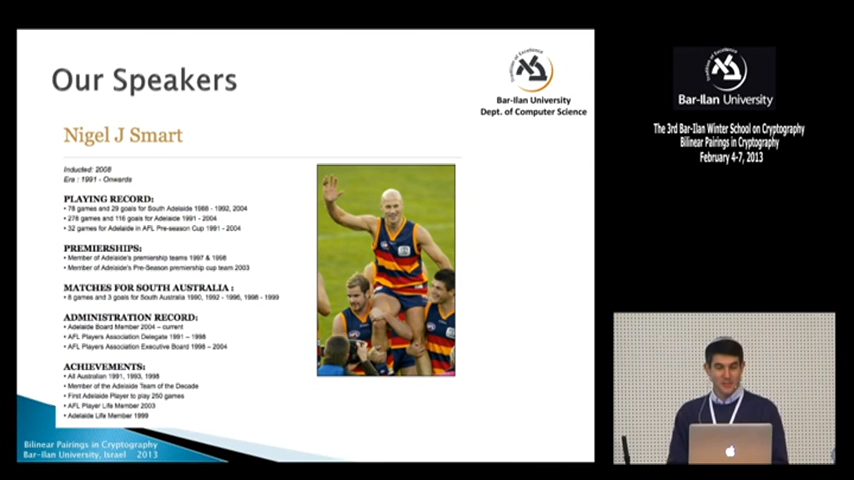 Our Speakers
Tradition of Excellence
Bar-Ilan University
Dept. of Computer Science
Nigel J Smart
Inducted: 2008
Era : 1991 - Onwards
PLAYING RECORD:
• 78 games and 29 goals for South Adelaide 1988 - 1992, 2004
• 278 games and 116 goals for Adelaide 1991 - 2004
• 32 games for Adelaide in AFL Pre-season Cup 1991 - 2004
PREMIERSHIPS:
• Member of Adelaide's premiership teams 1997 & 1998
• Member of Adelaide's Pre-Season premiership cup team 2003
MATCHES FOR SOUTH AUSTRALIA :
• 8 games and 3 goals for South Australia 1990, 1992 - 1996, 1998 - 1999
ADMINISTRATION RECORD:
• Adelaide Board Member 2004 – current
• AFL Players Association Delegate 1991 – 1998
• AFL Players Association Executive Board 1998 – 2004
ACHIEVEMENTS:
• All Australian 1991, 1993, 1998
• Member of the Adelaide Team of the Decade
• First Adelaide Player to play 250 games
• AFL Player Life Member 2003
• Adelaide Life Member 1999
Bilinear Pairings in Cryptography
Bar-Ilan University, Israel 2013
Tradition of Excellence
Bar-Ilan University
The 3rd Bar-Ilan Winter School on Cryptography
Bilinear Pairings in Cryptography
February 4-7, 2013